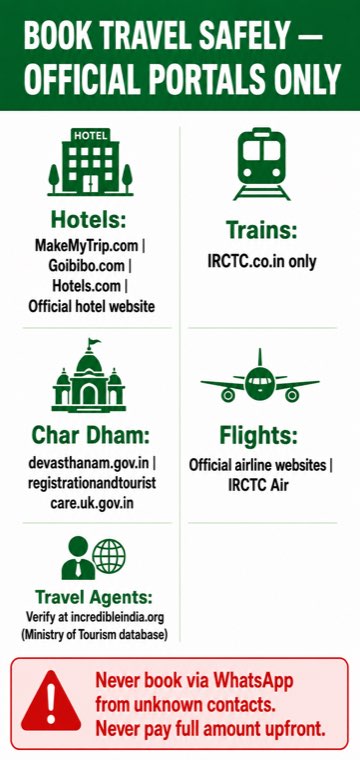 BOOK TRAVEL SAFELY —
OFFICIAL PORTALS ONLY
HOTEL
Hotels:
MakeMyTrip.com |
Goibibo.com |
Hotels.com |
Official hotel website
Trains:
IRCTC.co.in only
Char Dham:
devasthanam.gov.in |
registrationandtourist
care.uk.gov.in
Flights:
Official airline websites |
IRCTC Air
Travel Agents:
Verify at incredibleindia.org
(Ministry of Tourism database)
Never book via WhatsApp
from unknown contacts.
Never pay full amount upfront.